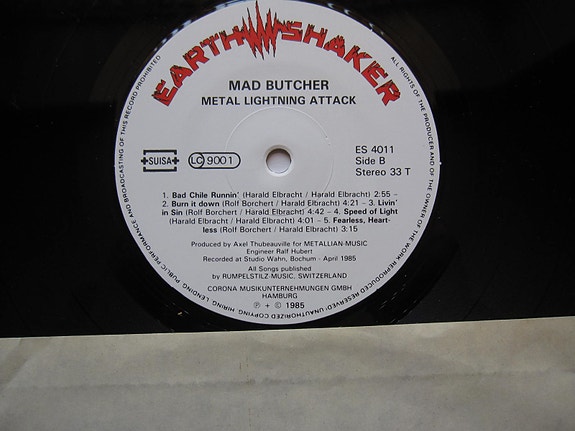 EARTH SHAKER
MAD BUTCHER
METAL LIGHTNING ATTACK
SUISA
LC 9001
ES 4011
Side B
Stereo 33 T
1. Bad Chile Runnin' (Harald Elbracht / Harald Elbracht) 2:55 –
2. Burn it down (Rolf Borchert / Harald Elbracht) 4:21 – 3. Livin'
in Sin (Rolf Borchert / Harald Elbracht) 4:42 – 4. Speed of Light
(Harald Elbracht / Harald Elbracht) 4:01 – 5. Fearless, Heart-
less (Rolf Borchert / Harald Elbracht) 3:15
Produced by Axel Thubeauville for METALLIAN-MUSIC
Engineer Ralf Hubert
Recorded at Studio Wahn, Bochum - April 1985
All Songs published
by RUMPELSTILZ-MUSIC, SWITZERLAND
CORONA MUSIKUNTERNEHMUNGEN GMBH
HAMBURG
℗ + © 1985
ALL RIGHTS OF THE PRODUCER AND OF THE OWNER OF THE WORK REPRODUCED RESERVED. UNAUTHORIZED COPYING, HIRING, LENDING, PUBLIC PERFORMANCE AND BROADCASTING OF THIS RECORD PROHIBITED